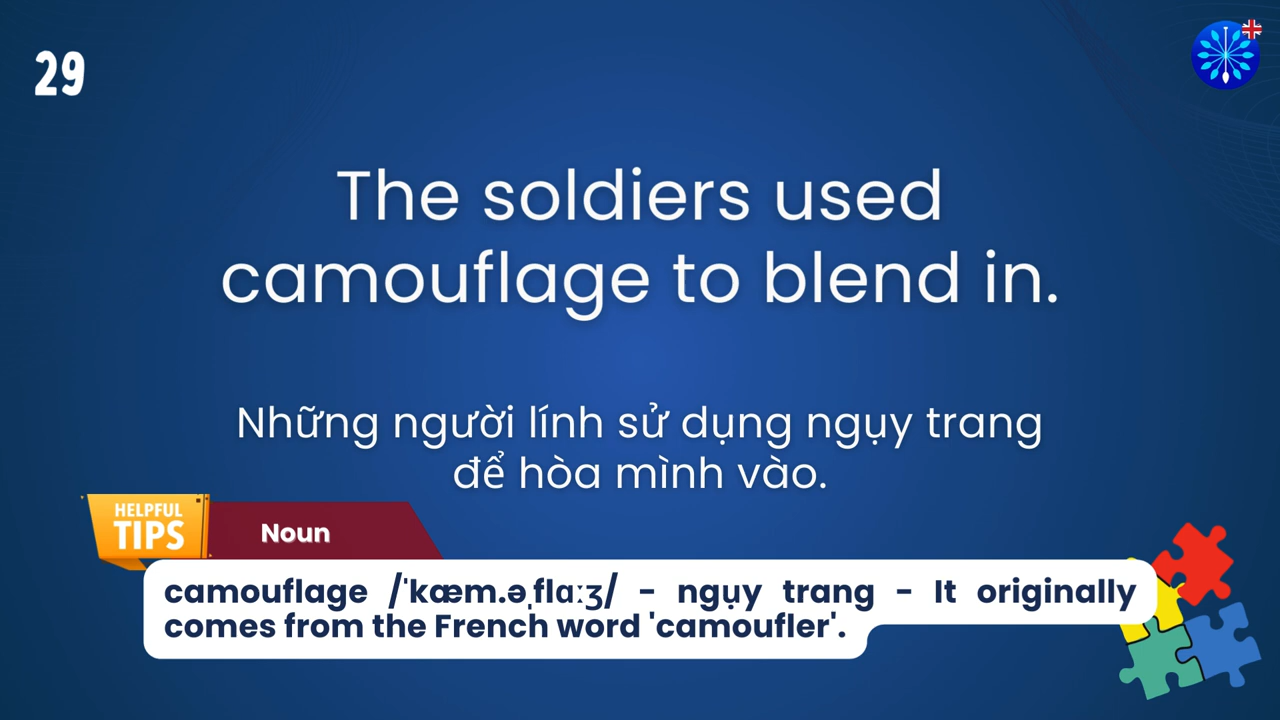 29
The soldiers used
camouflage to blend in.
Những người lính sử dụng ngụy trang
để hòa mình vào.
HELPFUL
TIPS
Noun
camouflage /ˈkæm.əˌflɑːʒ/ - ngụy trang - It originally
comes from the French word 'camoufler'.